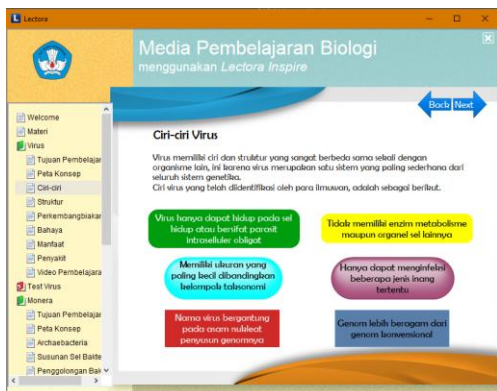 Lectora
Media Pembelajaran Biologi
menggunakan Lectora Inspire
Back Next
Welcome
Materi
Virus
Tujuan Pembelajar
Peta Konsep
Ciri-ciri
Struktur
Perkembangbiakar
Bahaya
Manfaat
Penyakit
Video Pembelajara
Test Virus
Monera
Tujuan Pembelajar
Peta Konsep
Archaebacteria
Susunan Sel Bakte
Penggolongan Bak
Ciri-ciri Virus
Virus memiliki ciri dan struktur yang sangat berbeda sama sekali dengan
organisme lain, ini karena virus merupakan satu sistem yang paling sederhana dari
seluruh sistem genetika.
Ciri virus yang telah diidentifikasi oleh para ilmuwan, adalah sebagai berikut.
Virus hanya dapat hidup pada sel
hidup atau bersifat parasit
intraselluler obligat
Tidak memiliki enzim metabolisme
maupun organel sel lainnya
Memiliki ukuran yang
paling kecil dibandingkan
kelompok taksonomi
Hanya dapat menginfeksi
beberapa jenis inang
tertentu
Nama virus bergantung
pada asam nukleat
penyusun genomnya
Genom lebih beragam dari
genom konvensional